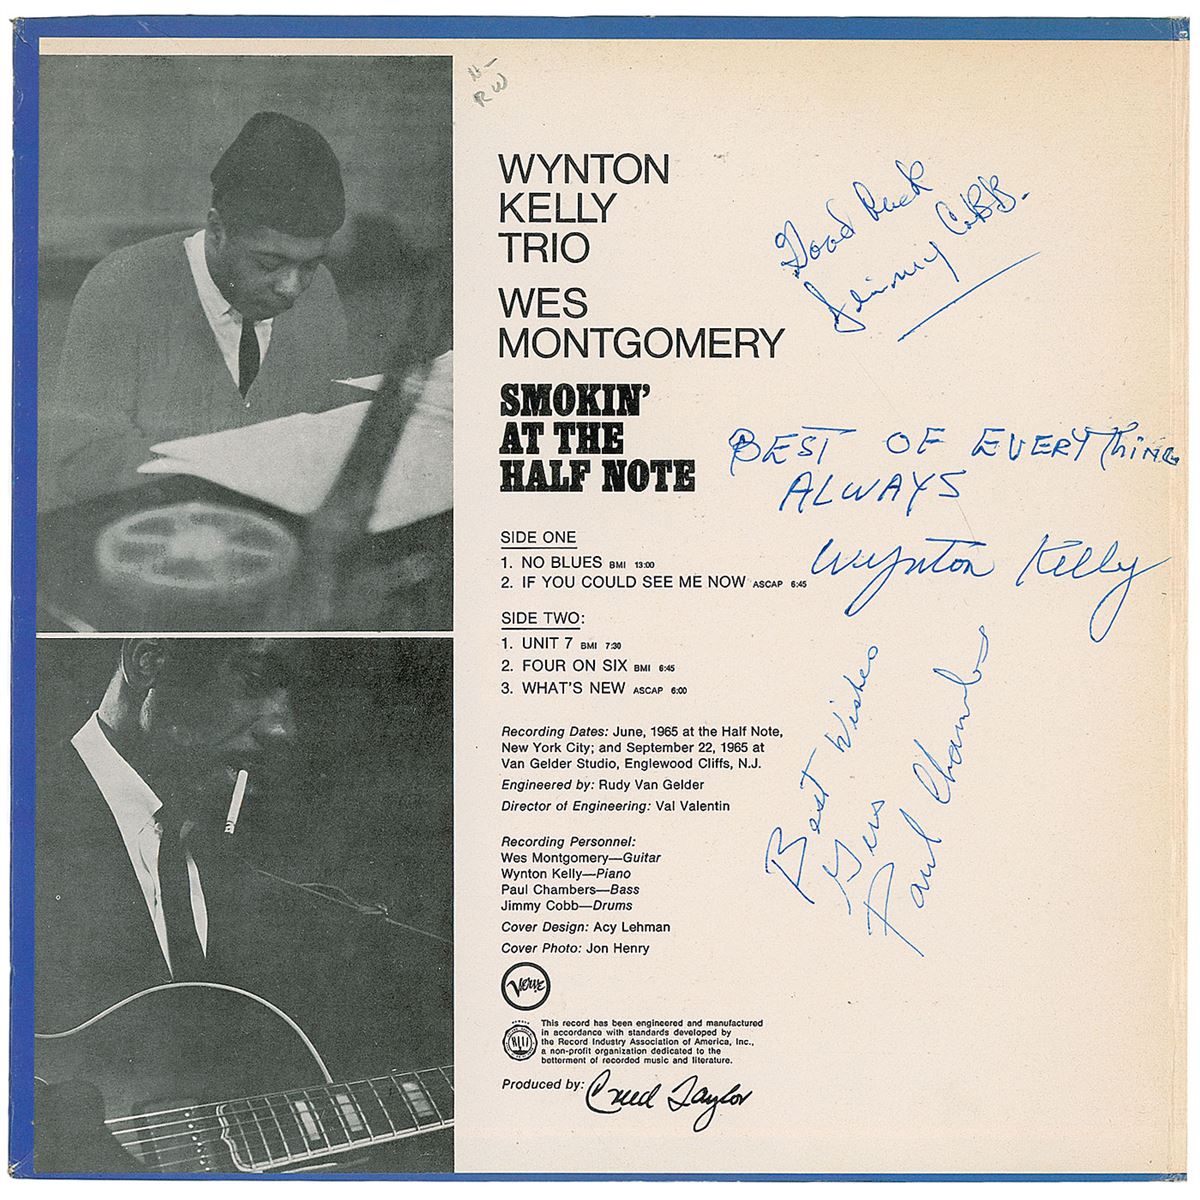 N-
RW
WYNTON
KELLY
TRIO
WES
MONTGOMERY
SMOKIN'
AT THE
HALF NOTE
Good Luck
Jimmy Cobb.
BEST OF EVERYThiNG
ALWAYS
Wynton Kelly
SIDE ONE
1. NO BLUES BMI 13:00
2. IF YOU COULD SEE ME NOW ASCAP 6:45
SIDE TWO:
1. UNIT 7 BMI 7:30
2. FOUR ON SIX BMI 6:45
3. WHAT'S NEW ASCAP 6:00
Best Wishes
Paul Chambers
Recording Dates: June, 1965 at the Half Note,
New York City; and September 22, 1965 at
Van Gelder Studio, Englewood Cliffs, N.J.
Engineered by: Rudy Van Gelder
Director of Engineering: Val Valentin
Recording Personnel:
Wes Montgomery—Guitar
Wynton Kelly—Piano
Paul Chambers—Bass
Jimmy Cobb—Drums
Cover Design: Acy Lehman
Cover Photo: Jon Henry
Verve
This record has been engineered and manufactured
in accordance with standards developed by
the Record Industry Association of America, Inc.,
a non-profit organization dedicated to the
betterment of recorded music and literature.
Produced by: Creed Taylor